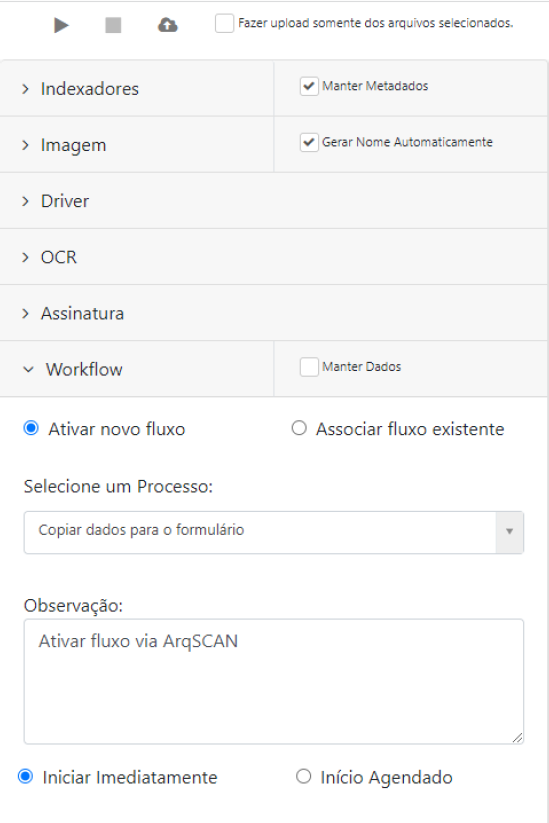 Fazer upload somente dos arquivos selecionados.
Indexadores
Manter Metadados
Imagem
Gerar Nome Automaticamente
Driver
OCR
Assinatura
Workflow
Manter Dados
Ativar novo fluxo
Associar fluxo existente
Selecione um Processo:
Copiar dados para o formulário
Observação:
Ativar fluxo via ArqSCAN
Iniciar Imediatamente
Início Agendado